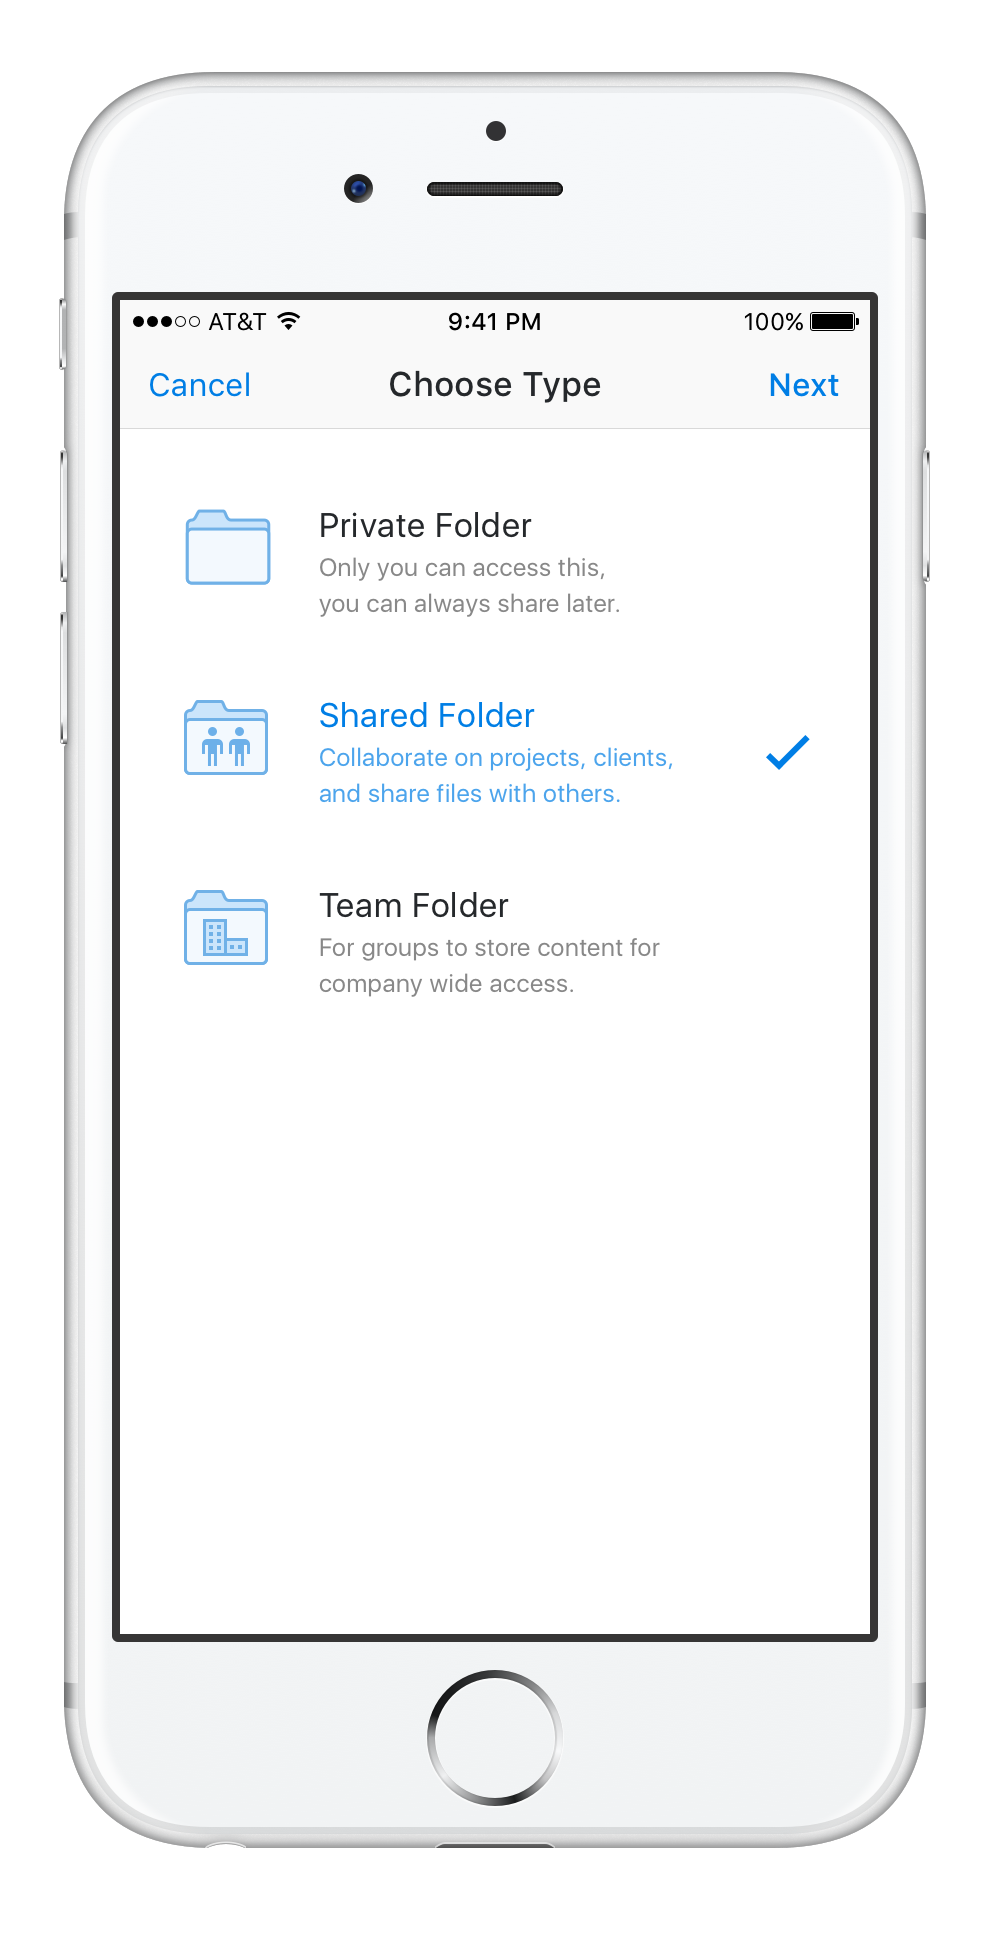 AT&T 9:41 PM 100%
Cancel Choose Type Next
Private Folder
Only you can access this,
you can always share later.
Shared Folder
Collaborate on projects, clients,
and share files with others.
Team Folder
For groups to store content for
company wide access.